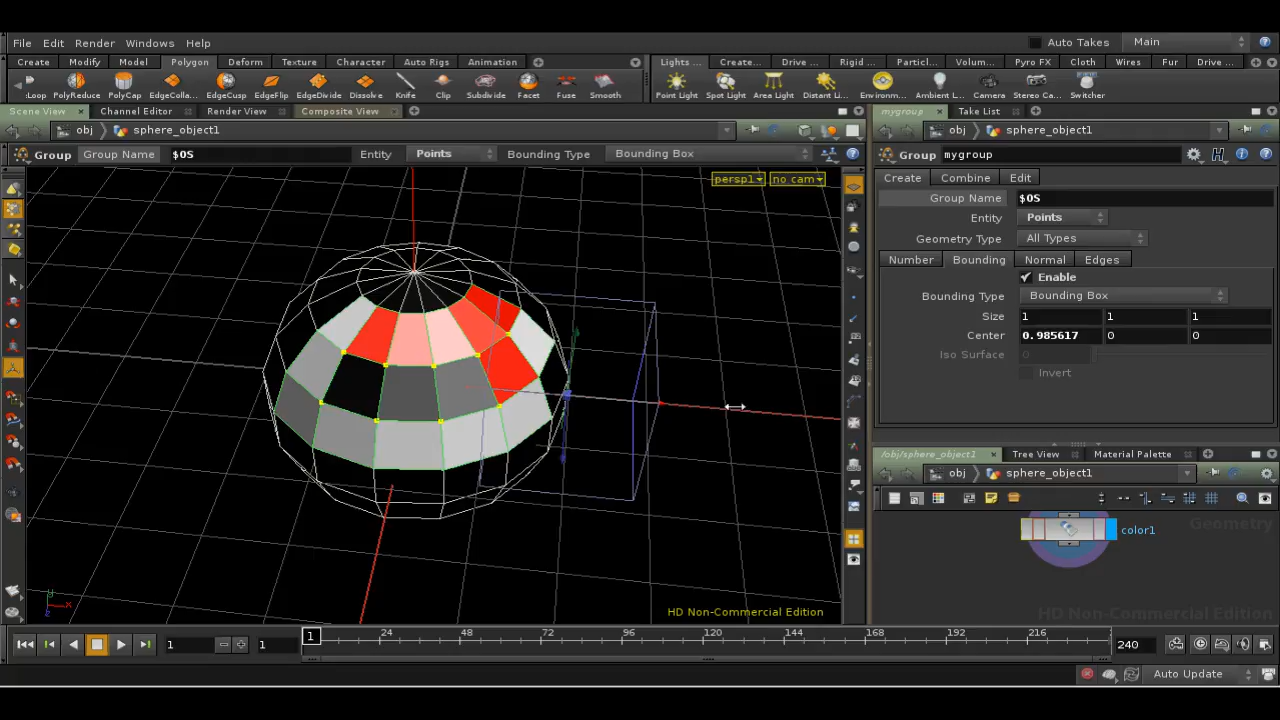 File Edit Render Windows Help Auto Takes Main
Create Modify Model Polygon Deform Texture Character Auto Rigs Animation Lights ... Create... Drive ... Rigid ... Particl... Volum... Pyro FX Cloth Wires Fur Drive ...
:Loop PolyReduce PolyCap EdgeColla... EdgeCusp EdgeFlip EdgeDivide Dissolve Knife Clip Subdivide Facet Fuse Smooth Point Light Spot Light Area Light Distant Li... Environm... Ambient L... Camera Stereo Ca... Switcher
Scene View Channel Editor Render View Composite View
obj sphere_object1
Group Group Name $OS Entity Points Bounding Type Bounding Box
persp1 no cam
HD Non-Commercial Edition
y x z
mygroup Take List
obj sphere_object1
Group mygroup
Create Combine Edit
Group Name $OS
Entity Points
Geometry Type All Types
Number Bounding Normal Edges
Enable
Bounding Type Bounding Box
Size 1 1 1
Center 0.985617 0 0
Iso Surface 0
Invert
/obj/sphere_object1 Tree View Material Palette
obj sphere_object1
Geometry
color1
HD Non-Commercial Edition
1 1 1 24 48 72 96 120 144 168 192 216 240
Auto Update